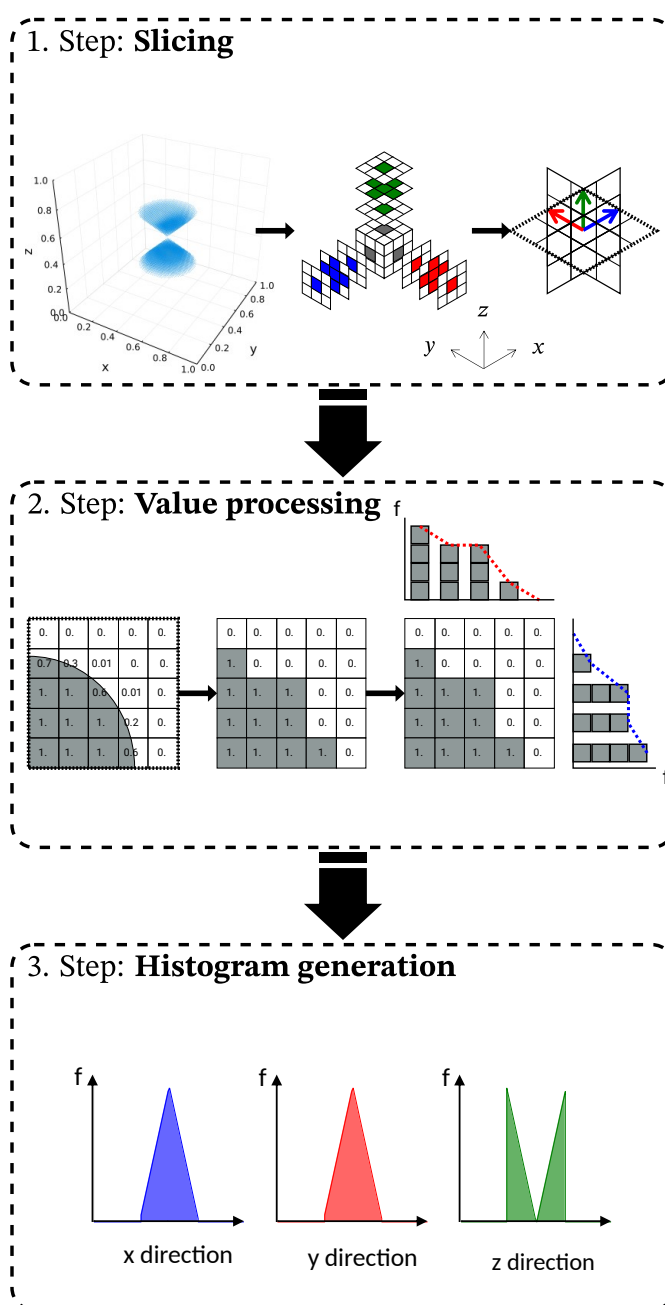 1. Step: Slicing
1.0
0.8
0.6
0.4
0.2
0.0
z
0.0
0.2
0.4
0.6
0.8
1.0
x
0.0
0.2
0.4
0.6
0.8
1.0
y
z
y
x
2. Step: Value processing
f
0. 0. 0. 0. 0.
0.7 0.3 0.01 0. 0.
1. 1. 0.6 0.01 0.
1. 1. 1. 0.2 0.
1. 1. 1. 0.6 0.
0. 0. 0. 0. 0.
1. 0. 0. 0. 0.
1. 1. 1. 0. 0.
1. 1. 1. 0. 0.
1. 1. 1. 1. 0.
0. 0. 0. 0. 0.
1. 0. 0. 0. 0.
1. 1. 1. 0. 0.
1. 1. 1. 0. 0.
1. 1. 1. 1. 0.
f
3. Step: Histogram generation
f
f
f
x direction
y direction
z direction